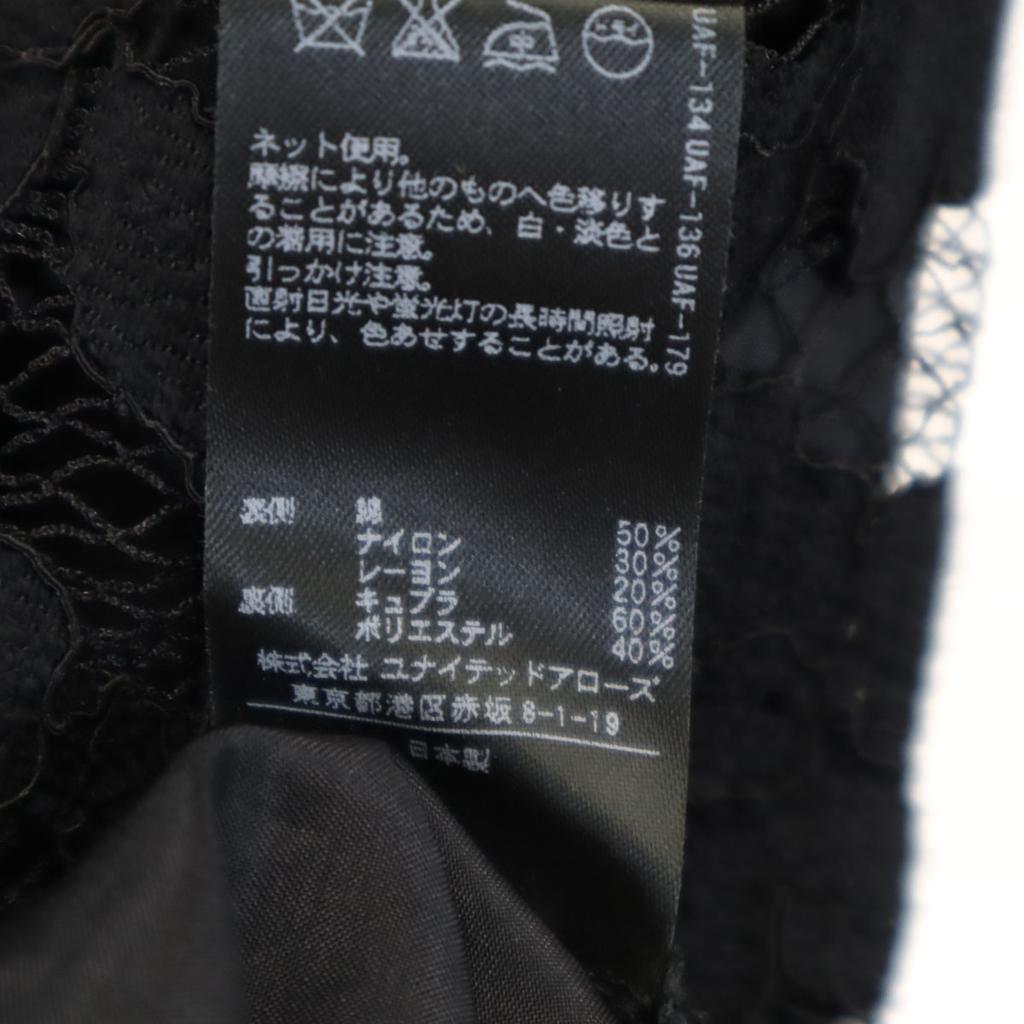 ネット使用。
摩擦により他のものへ色移りす
ることがあるため、白・淡色と
の着用に注意。
引っかけ注意。
直射日光や蛍光灯の長時間照射
により、色あせすることがある。
UAF-134 UAF-136 UAF-179
表側 綿 50%
ナイロン 30%
レーヨン 20%
裏側 キュプラ 60%
ポリエステル 40%
株式会社 ユナイテッドアローズ
東京都港区赤坂 8-1-19
日本製